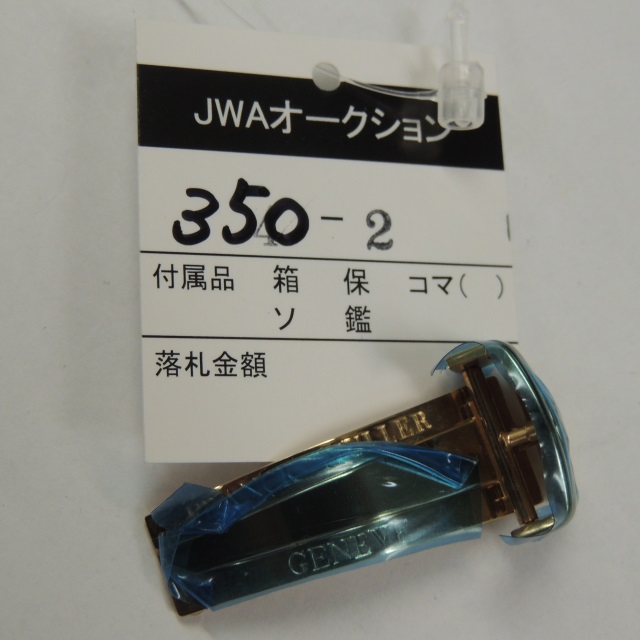 JWAオークション
350-2
付属品 箱 保 コマ( )
ソ 鑑
落札金額
MULLER
GENEVE